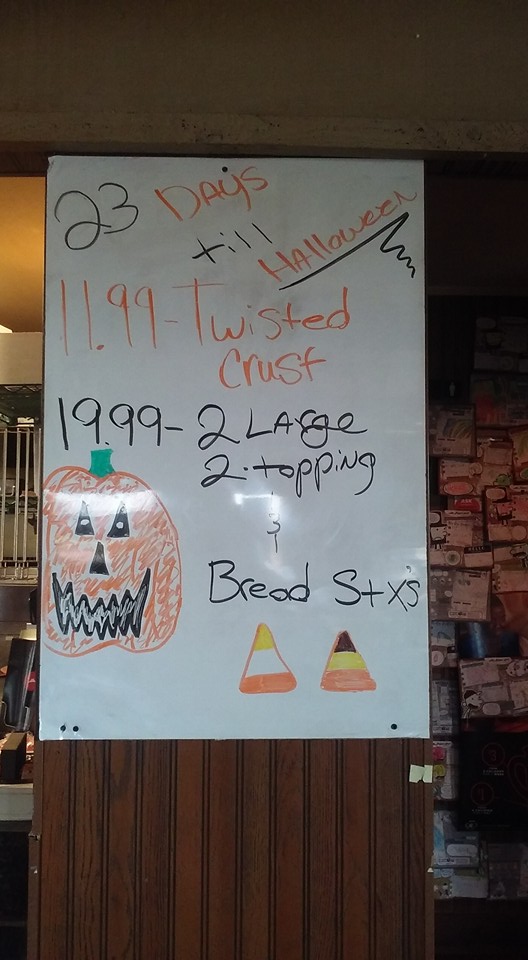 23 DAYS
till HAlloween
11.99-Twisted
crust
19.99- 2 LARge
2-topping
&
Bread Stx's